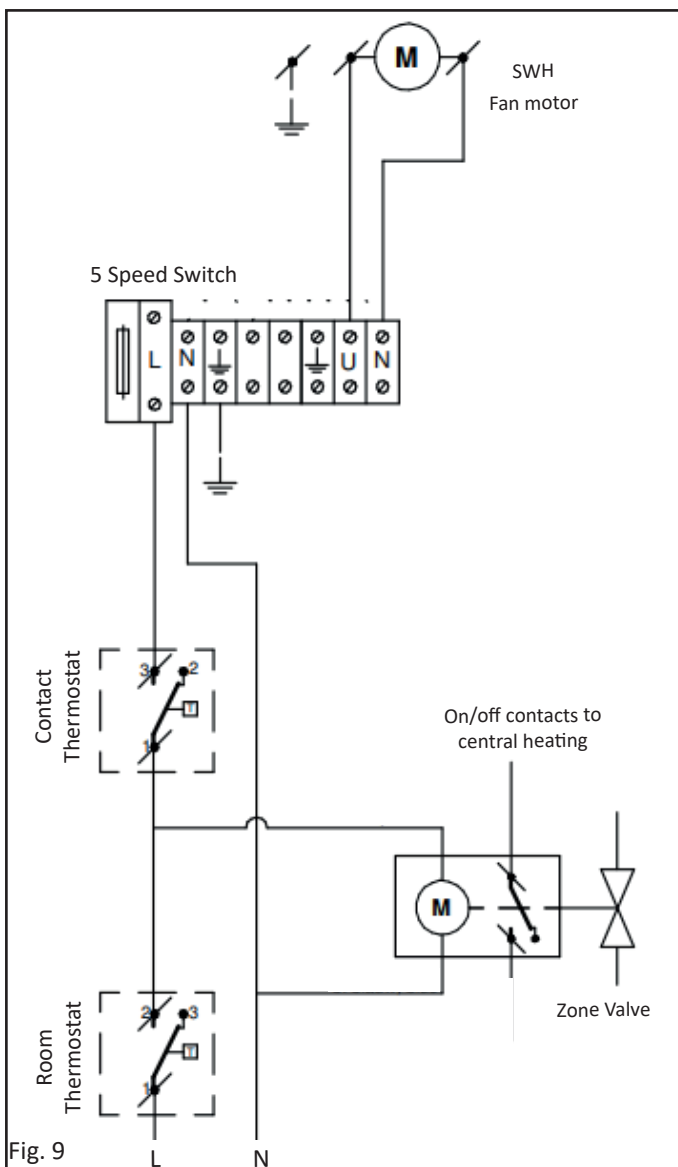 M
SWH
Fan motor
5 Speed Switch
L
N
U
N
Contact
Thermostat
3
2
T
1
On/off contacts to
central heating
M
Zone Valve
Room
Thermostat
2
3
T
1
Fig. 9
L
N